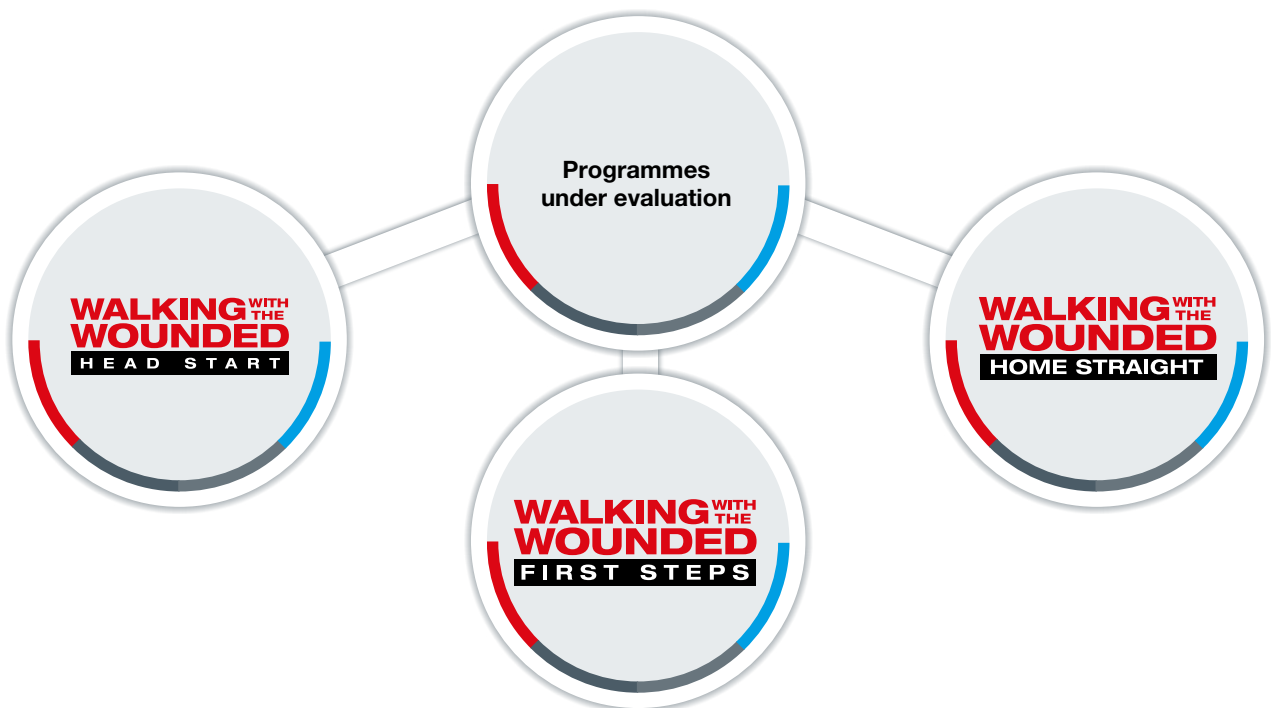 Programmes
under evaluation
WALKING WITH THE
WOUNDED
HEAD START
WALKING WITH THE
WOUNDED
HOME STRAIGHT
WALKING WITH THE
WOUNDED
FIRST STEPS